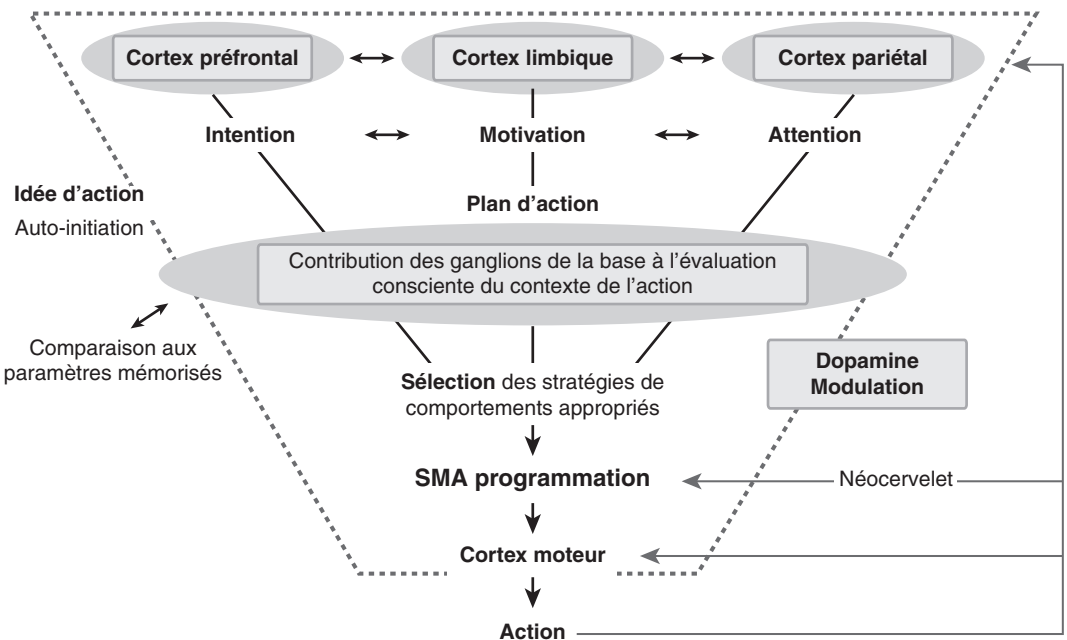 Cortex préfrontal
Cortex limbique
Cortex pariétal
Intention
Motivation
Attention
Idée d'action
Auto-initiation
Plan d'action
Contribution des ganglions de la base à l'évaluation
consciente du contexte de l'action
Comparaison aux
paramètres mémorisés
Dopamine
Modulation
Sélection des stratégies de
comportements appropriés
SMA programmation
Néocervelet
Cortex moteur
Action